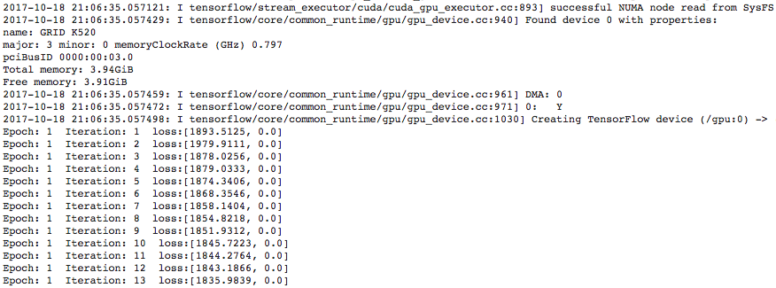 2017-10-18 21:06:35.057121: I tensorflow/stream_executor/cuda/cuda_gpu_executor.cc:893] successful NUMA node read from SysFS
2017-10-18 21:06:35.057429: I tensorflow/core/common_runtime/gpu/gpu_device.cc:940] Found device 0 with properties:
name: GRID K520
major: 3 minor: 0 memoryClockRate (GHz) 0.797
pciBusID 0000:00:03.0
Total memory: 3.94GiB
Free memory: 3.91GiB
2017-10-18 21:06:35.057459: I tensorflow/core/common_runtime/gpu/gpu_device.cc:961] DMA: 0
2017-10-18 21:06:35.057472: I tensorflow/core/common_runtime/gpu/gpu_device.cc:971] 0:   Y
2017-10-18 21:06:35.057498: I tensorflow/core/common_runtime/gpu/gpu_device.cc:1030] Creating TensorFlow device (/gpu:0) ->
Epoch: 1  Iteration: 1  loss:[1893.5125, 0.0]
Epoch: 1  Iteration: 2  loss:[1979.9111, 0.0]
Epoch: 1  Iteration: 3  loss:[1878.0256, 0.0]
Epoch: 1  Iteration: 4  loss:[1879.0333, 0.0]
Epoch: 1  Iteration: 5  loss:[1874.3406, 0.0]
Epoch: 1  Iteration: 6  loss:[1868.3546, 0.0]
Epoch: 1  Iteration: 7  loss:[1858.1404, 0.0]
Epoch: 1  Iteration: 8  loss:[1854.8218, 0.0]
Epoch: 1  Iteration: 9  loss:[1851.9312, 0.0]
Epoch: 1  Iteration: 10  loss:[1845.7223, 0.0]
Epoch: 1  Iteration: 11  loss:[1844.2764, 0.0]
Epoch: 1  Iteration: 12  loss:[1843.1866, 0.0]
Epoch: 1  Iteration: 13  loss:[1835.9839, 0.0]